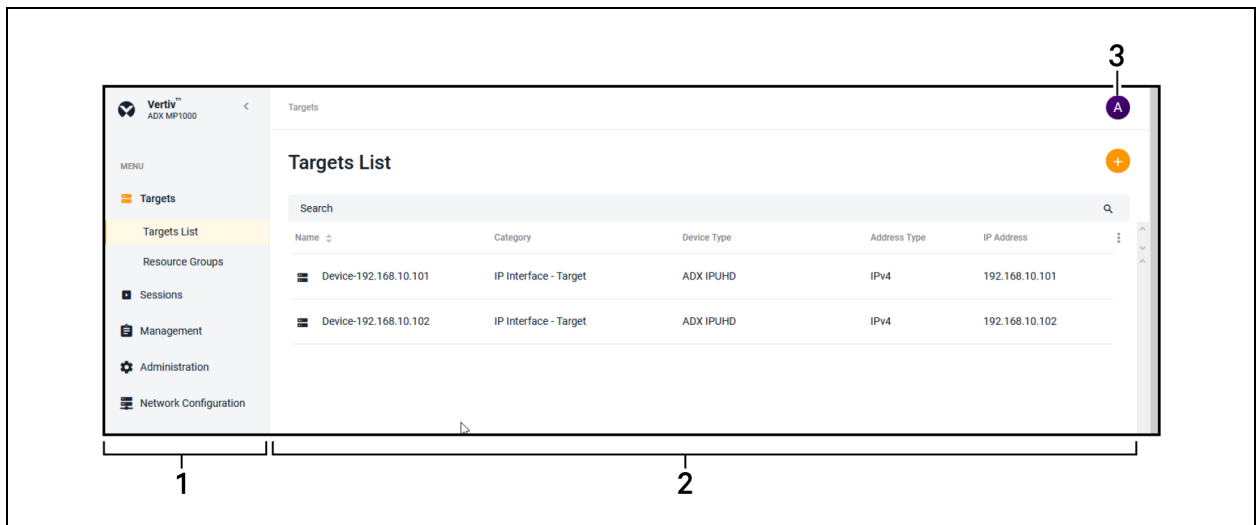 3
Vertiv™
ADX MP1000
Targets
A
MENU
Targets List
+
Targets
Search
Targets List
Name Category Device Type Address Type IP Address
Resource Groups
Device-192.168.10.101 IP Interface - Target ADX IPUHD IPv4 192.168.10.101
Sessions
Device-192.168.10.102 IP Interface - Target ADX IPUHD IPv4 192.168.10.102
Management
Administration
Network Configuration
1
2